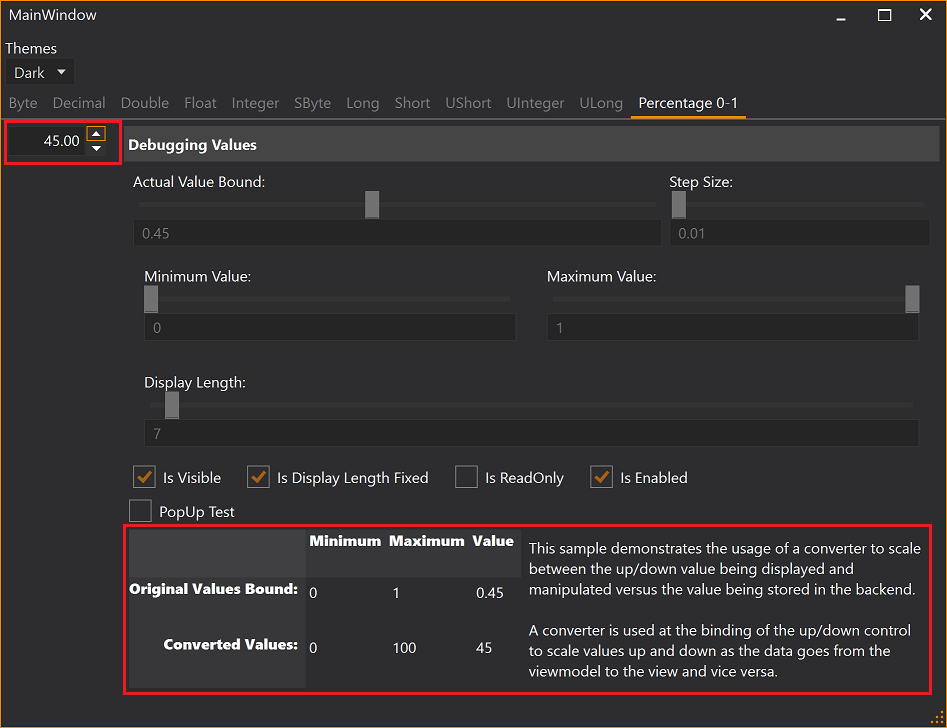 MainWindow
Themes
Dark
Byte Decimal Double Float Integer SByte Long Short UShort UInteger ULong Percentage 0-1
45.00
Debugging Values
Actual Value Bound: Step Size:
0.45 0.01
Minimum Value: Maximum Value:
0 1
Display Length:
7
Is Visible Is Display Length Fixed Is ReadOnly Is Enabled
PopUp Test
Minimum Maximum Value
Original Values Bound: 0 1 0.45
Converted Values: 0 100 45
This sample demonstrates the usage of a converter to scale
between the up/down value being displayed and
manipulated versus the value being stored in the backend.
A converter is used at the binding of the up/down control
to scale values up and down as the data goes from the
viewmodel to the view and vice versa.